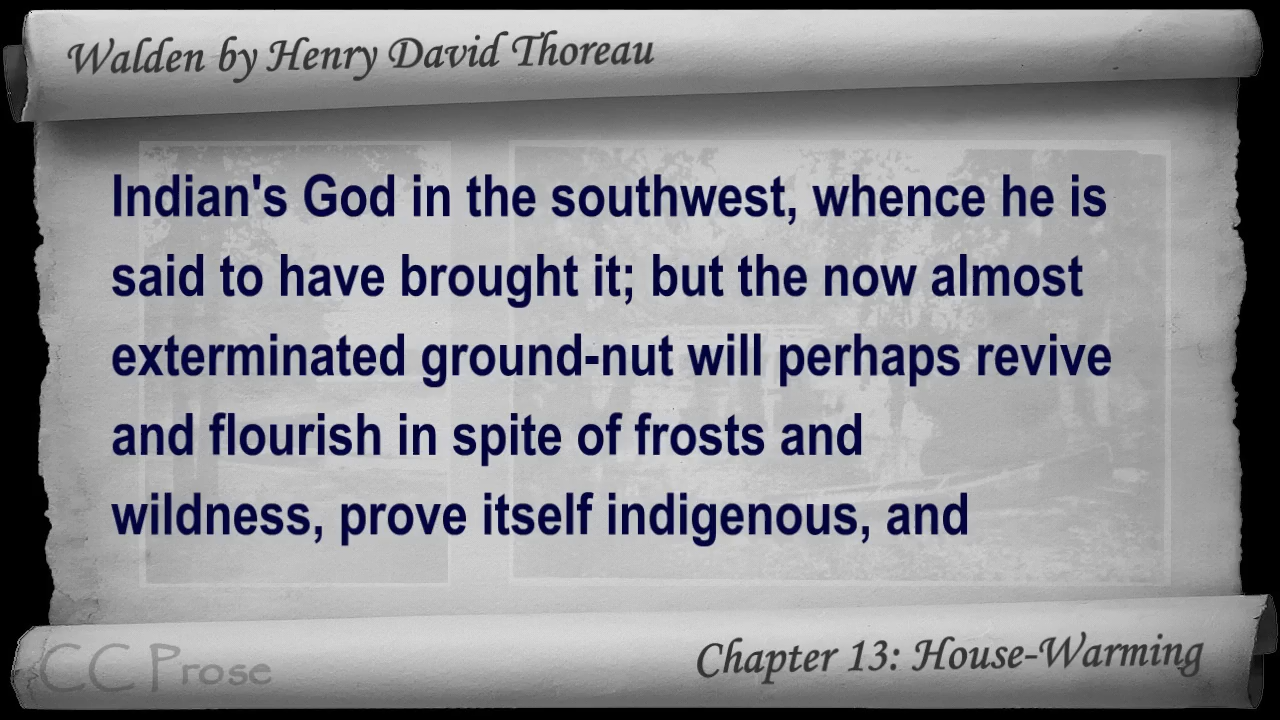 Walden by Henry David Thoreau
Indian's God in the southwest, whence he is
said to have brought it; but the now almost
exterminated ground-nut will perhaps revive
and flourish in spite of frosts and
wildness, prove itself indigenous, and
CC Prose
Chapter 13: House-Warming